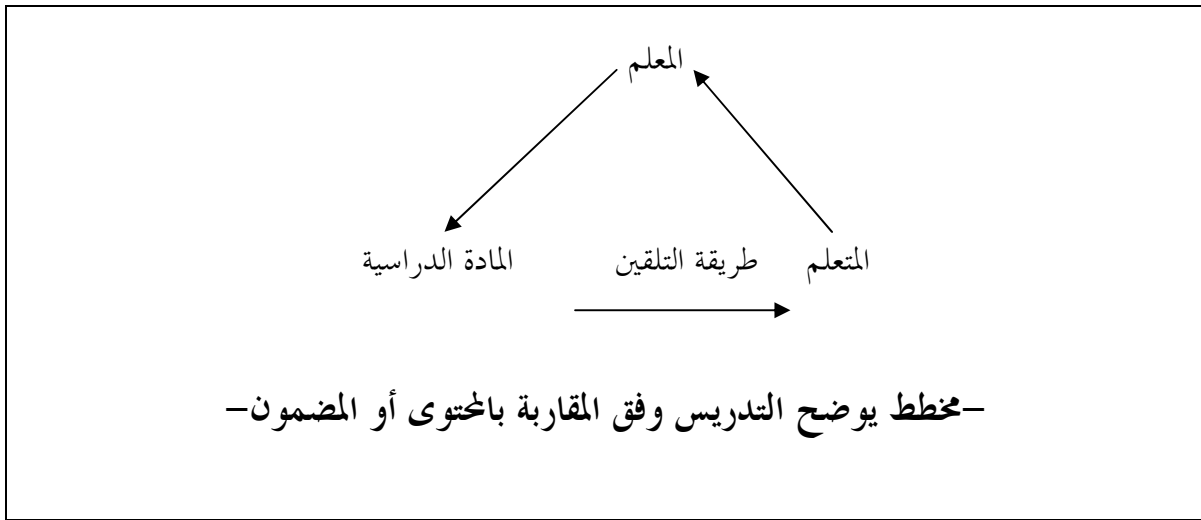 المعلم
المتعلم طريقة التلقين المادة الدراسية
–مخطط يوضح التدريس وفق المقاربة بالمحتوى أو المضمون–